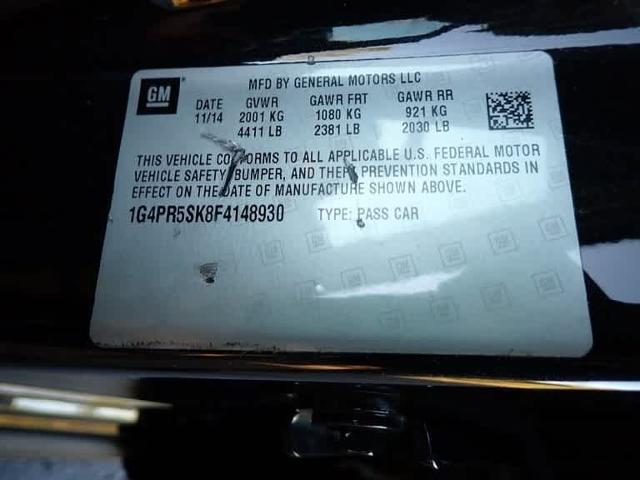 GM
MFD BY GENERAL MOTORS LLC
DATE GVWR GAWR FRT GAWR RR
11/14 2001 KG 1080 KG 921 KG
4411 LB 2381 LB 2030 LB
THIS VEHICLE CONFORMS TO ALL APPLICABLE U.S. FEDERAL MOTOR
VEHICLE SAFETY, BUMPER, AND THEFT PREVENTION STANDARDS IN
EFFECT ON THE DATE OF MANUFACTURE SHOWN ABOVE.
1G4PR5SK8F4148930 TYPE: PASS CAR